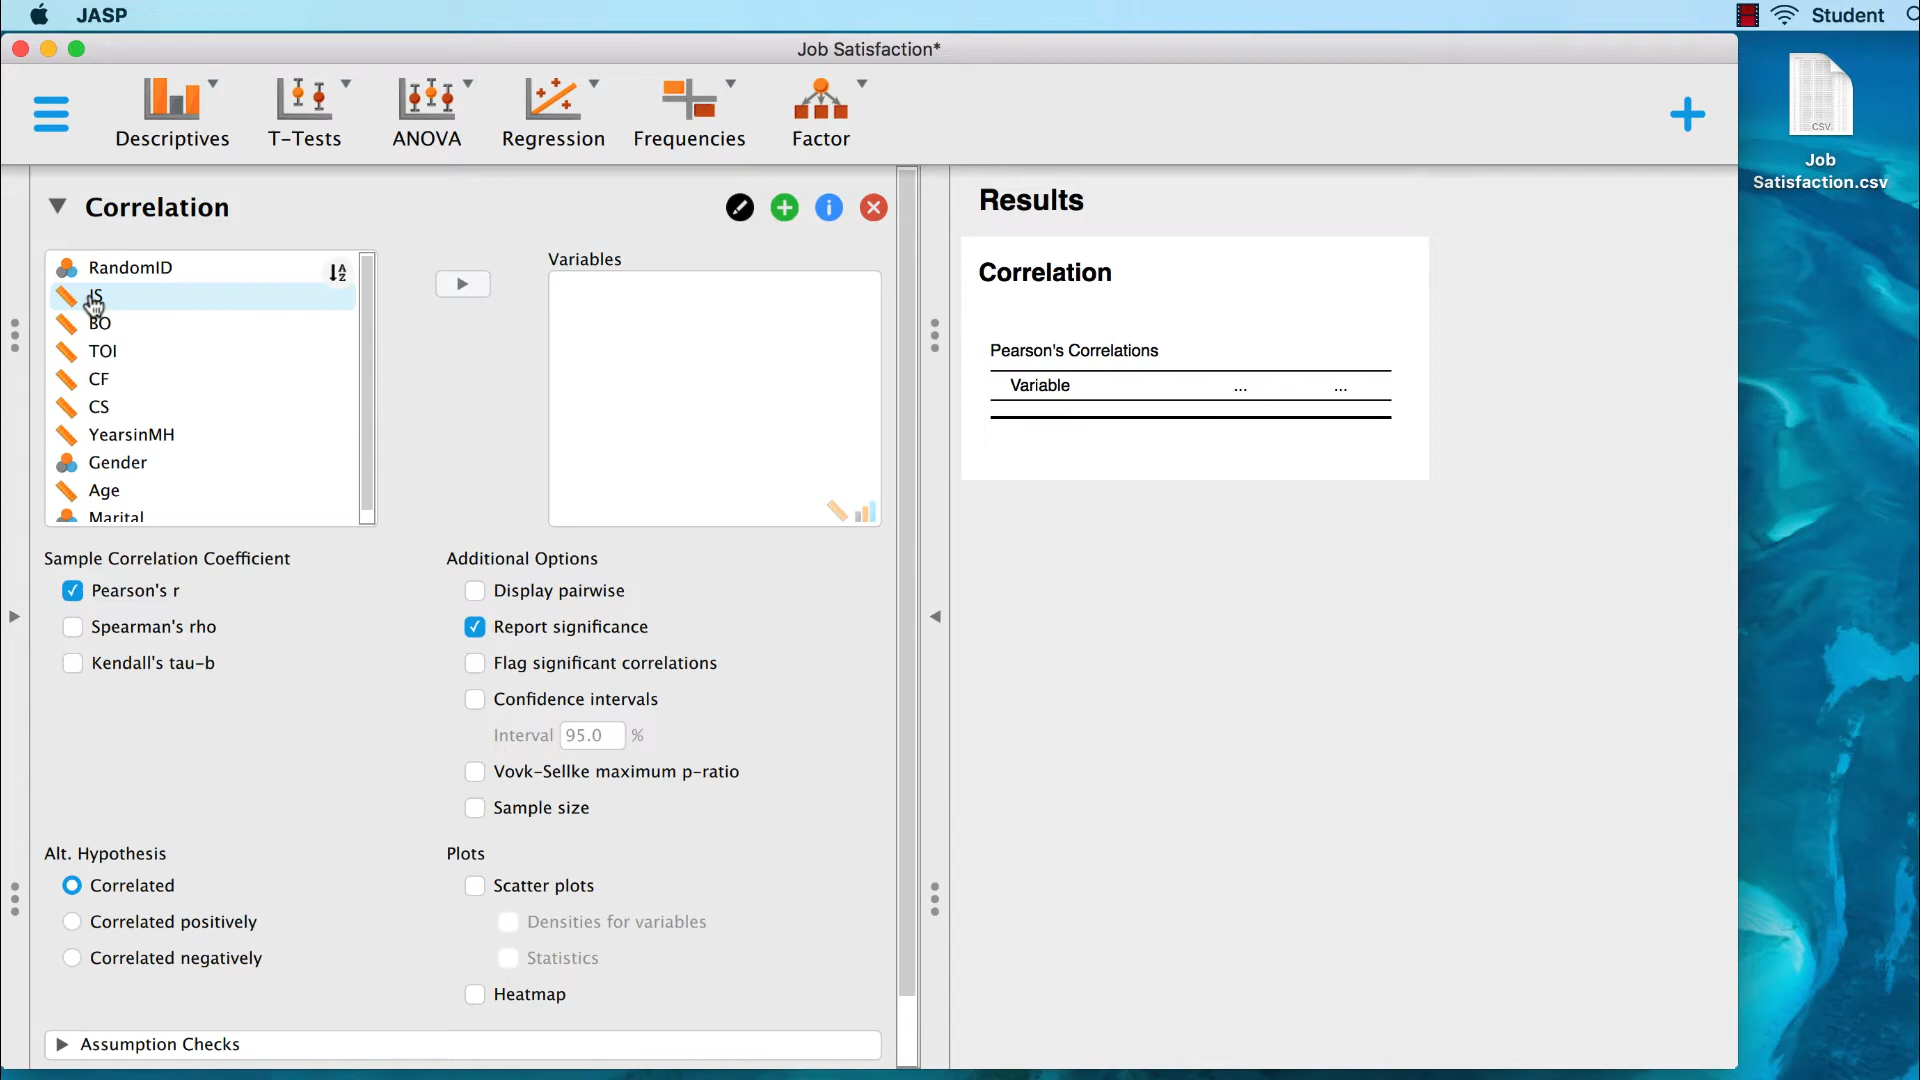 JASP
Student
Job Satisfaction*
Descriptives
T-Tests
ANOVA
Regression
Frequencies
Factor
CSV
Job
Satisfaction.csv
Correlation
RandomID
JS
BO
TOI
CF
CS
YearsinMH
Gender
Age
Marital
Variables
Sample Correlation Coefficient
Pearson's r
Spearman's rho
Kendall's tau-b
Additional Options
Display pairwise
Report significance
Flag significant correlations
Confidence intervals
Interval 95.0 %
Vovk-Sellke maximum p-ratio
Sample size
Alt. Hypothesis
Correlated
Correlated positively
Correlated negatively
Plots
Scatter plots
Densities for variables
Statistics
Heatmap
Assumption Checks
Results
Correlation
Pearson's Correlations
Variable ... ...